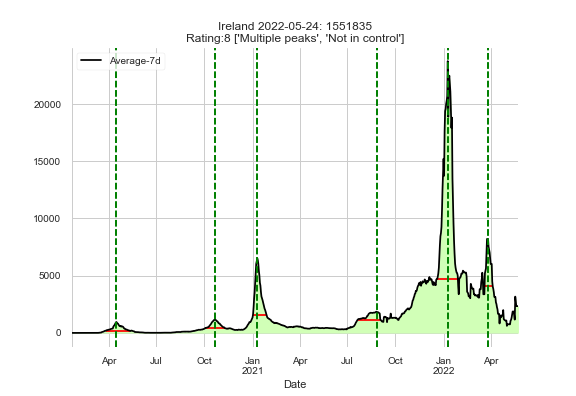 Ireland 2022-05-24: 1551835
Rating:8 ['Multiple peaks', 'Not in control']
Average-7d
20000
15000
10000
5000
0
Apr Jul Oct Jan Apr Jul Oct Jan Apr
2021 2022
Date